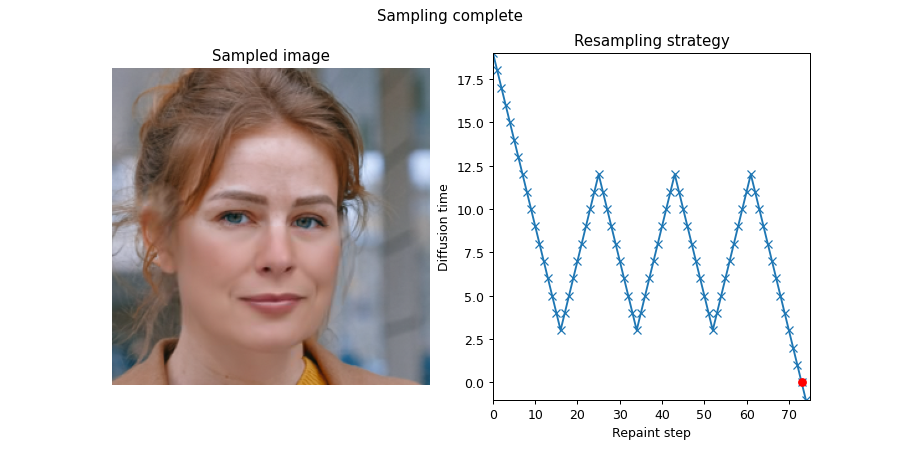 Sampling complete
Sampled image
Resampling strategy
17.5
15.0
12.5
10.0
7.5
5.0
2.5
0.0
Diffusion time
0 10 20 30 40 50 60 70
Repaint step